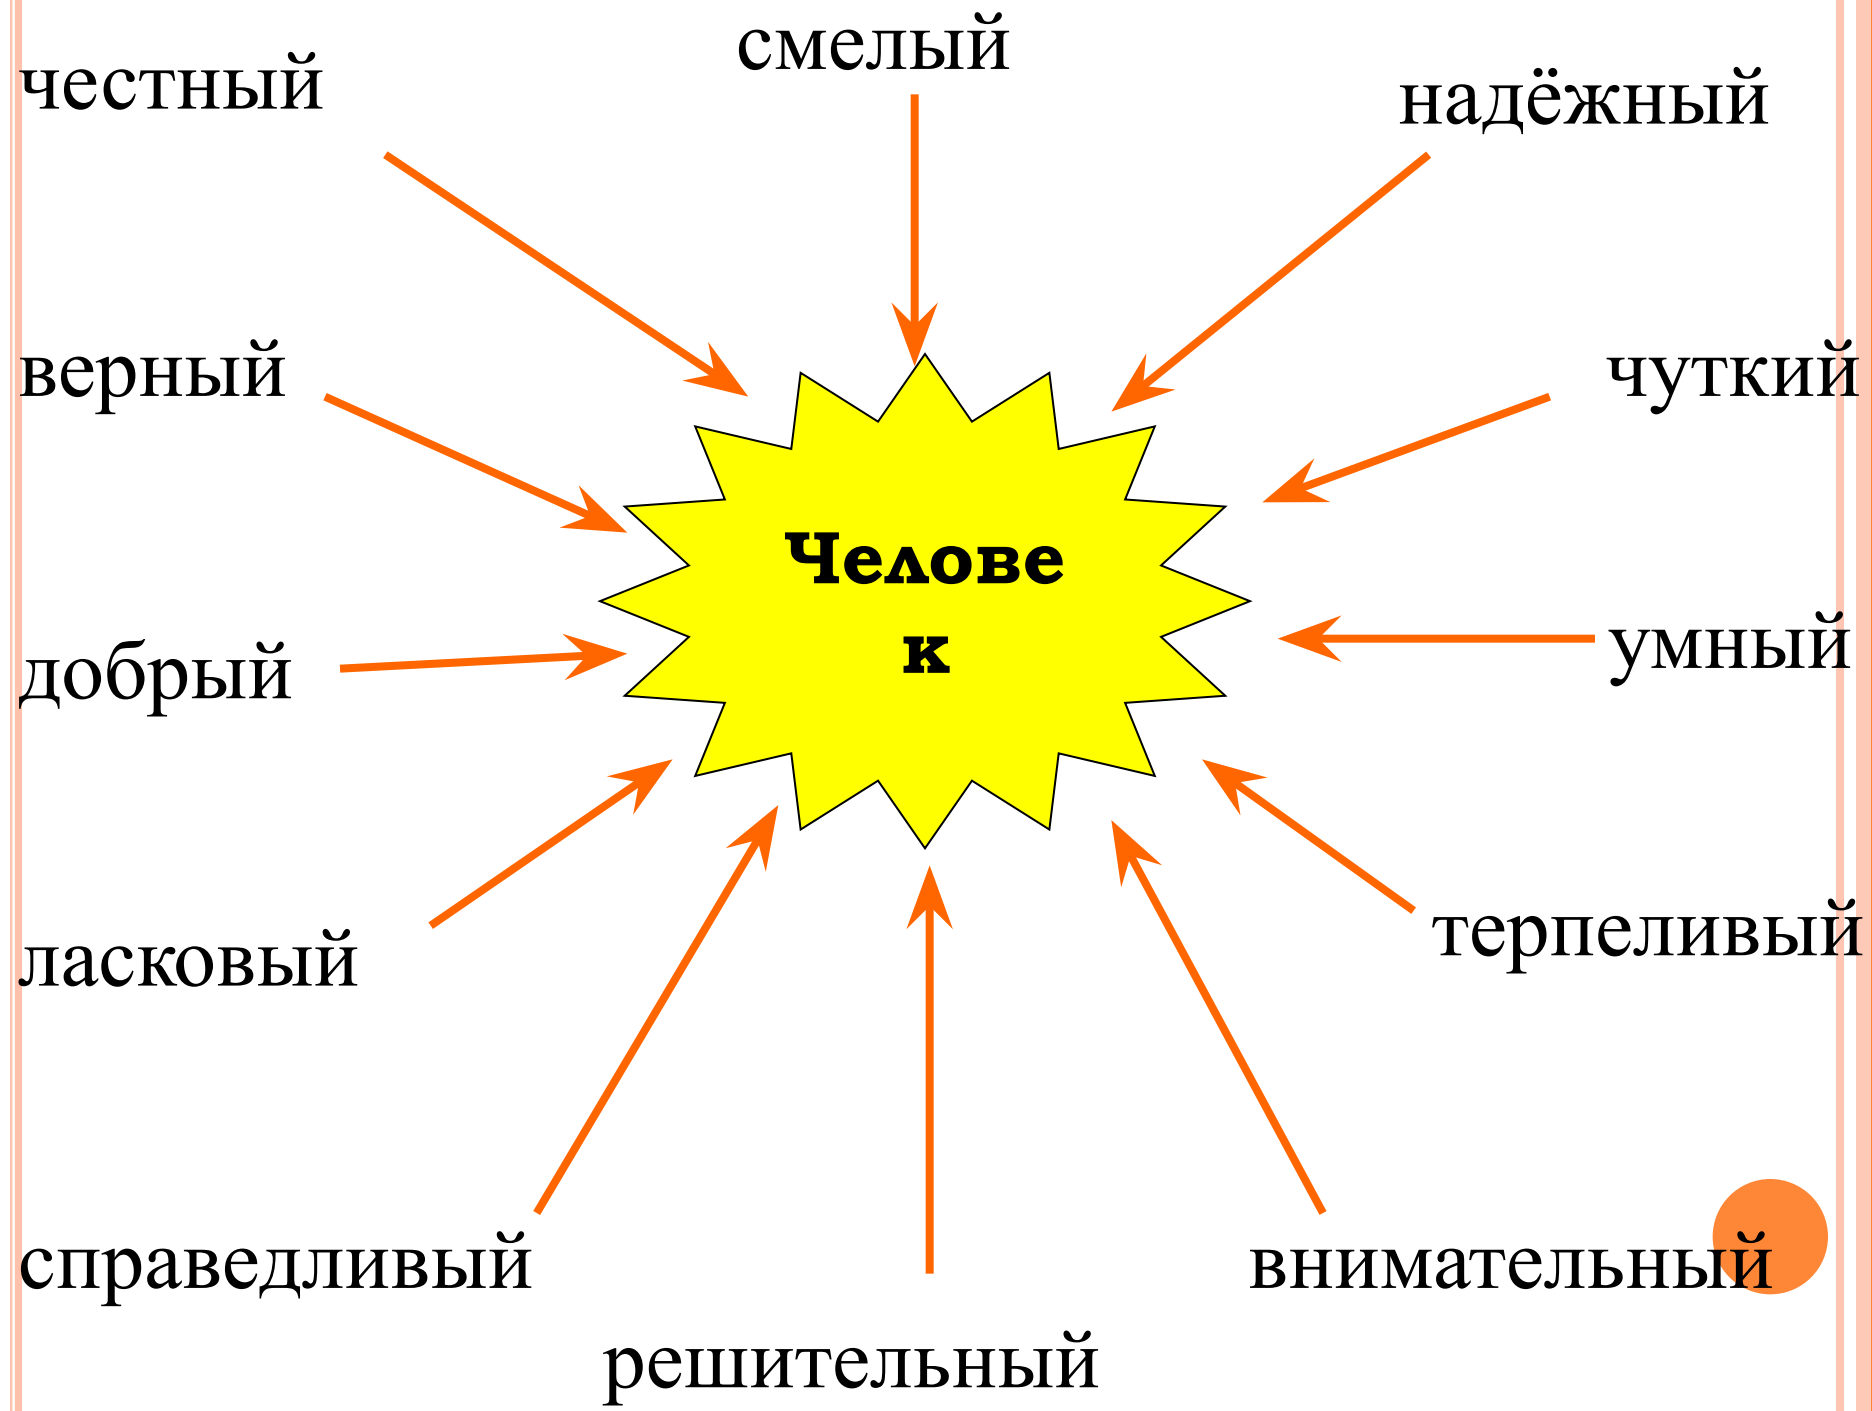 смелый
честный
надёжный
верный
чуткий
Челове
к
умный
добрый
терпеливый
ласковый
справедливый
внимательный
решительный